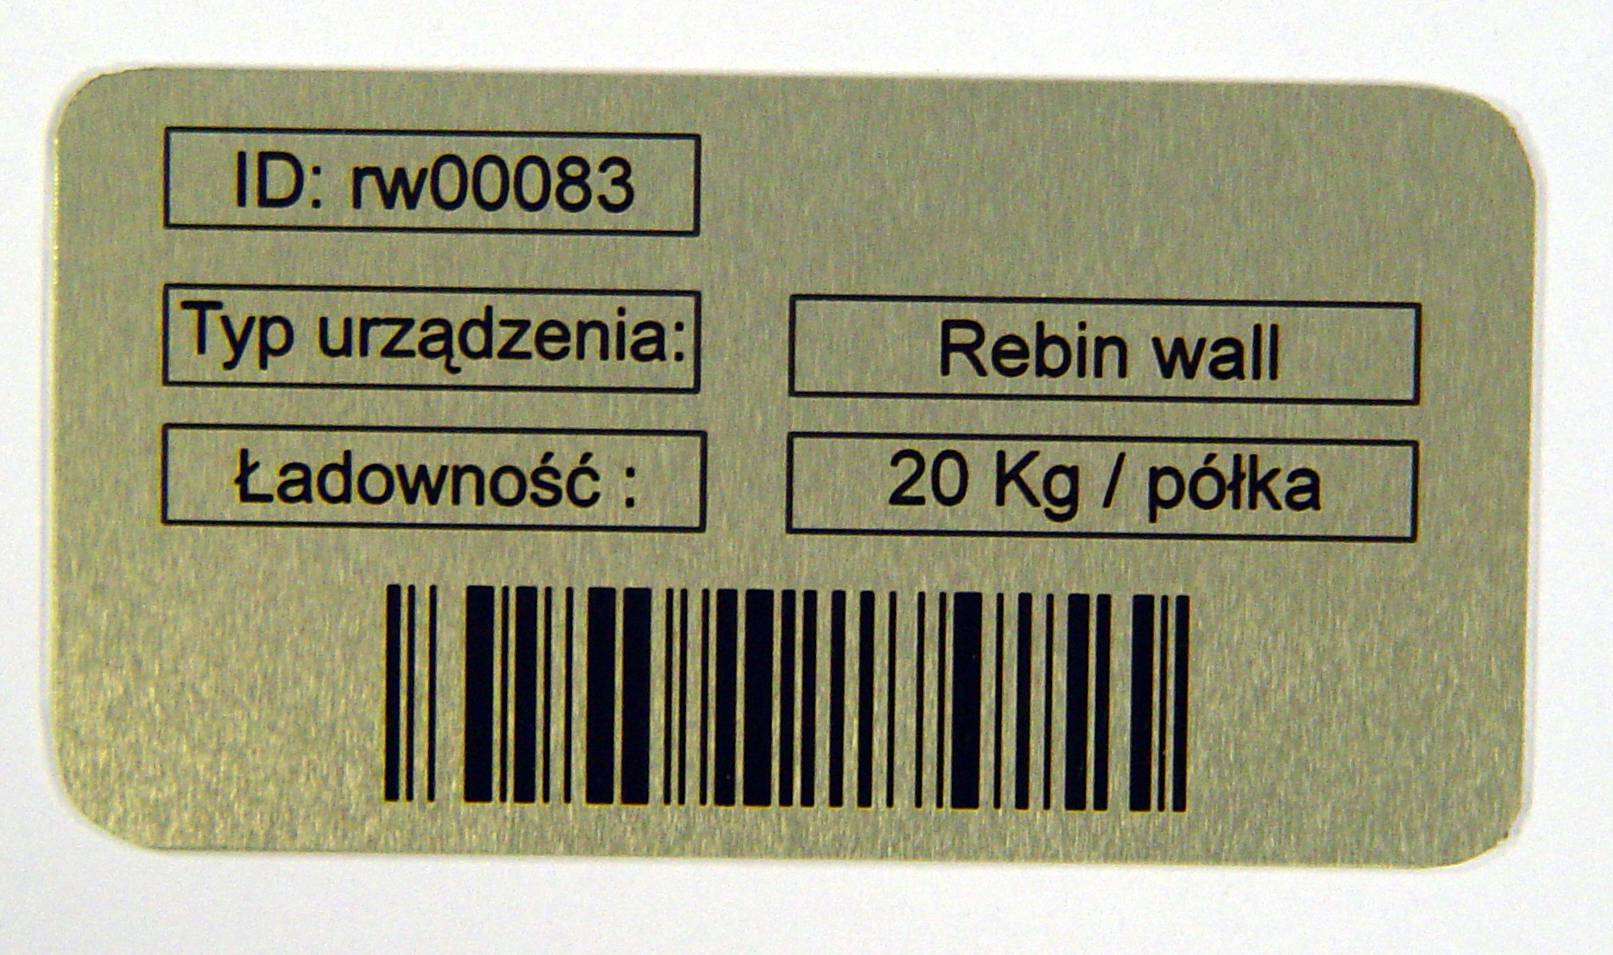 ID: rw00083
Typ urządzenia: Rebin wall
Ładowność : 20 Kg / półka